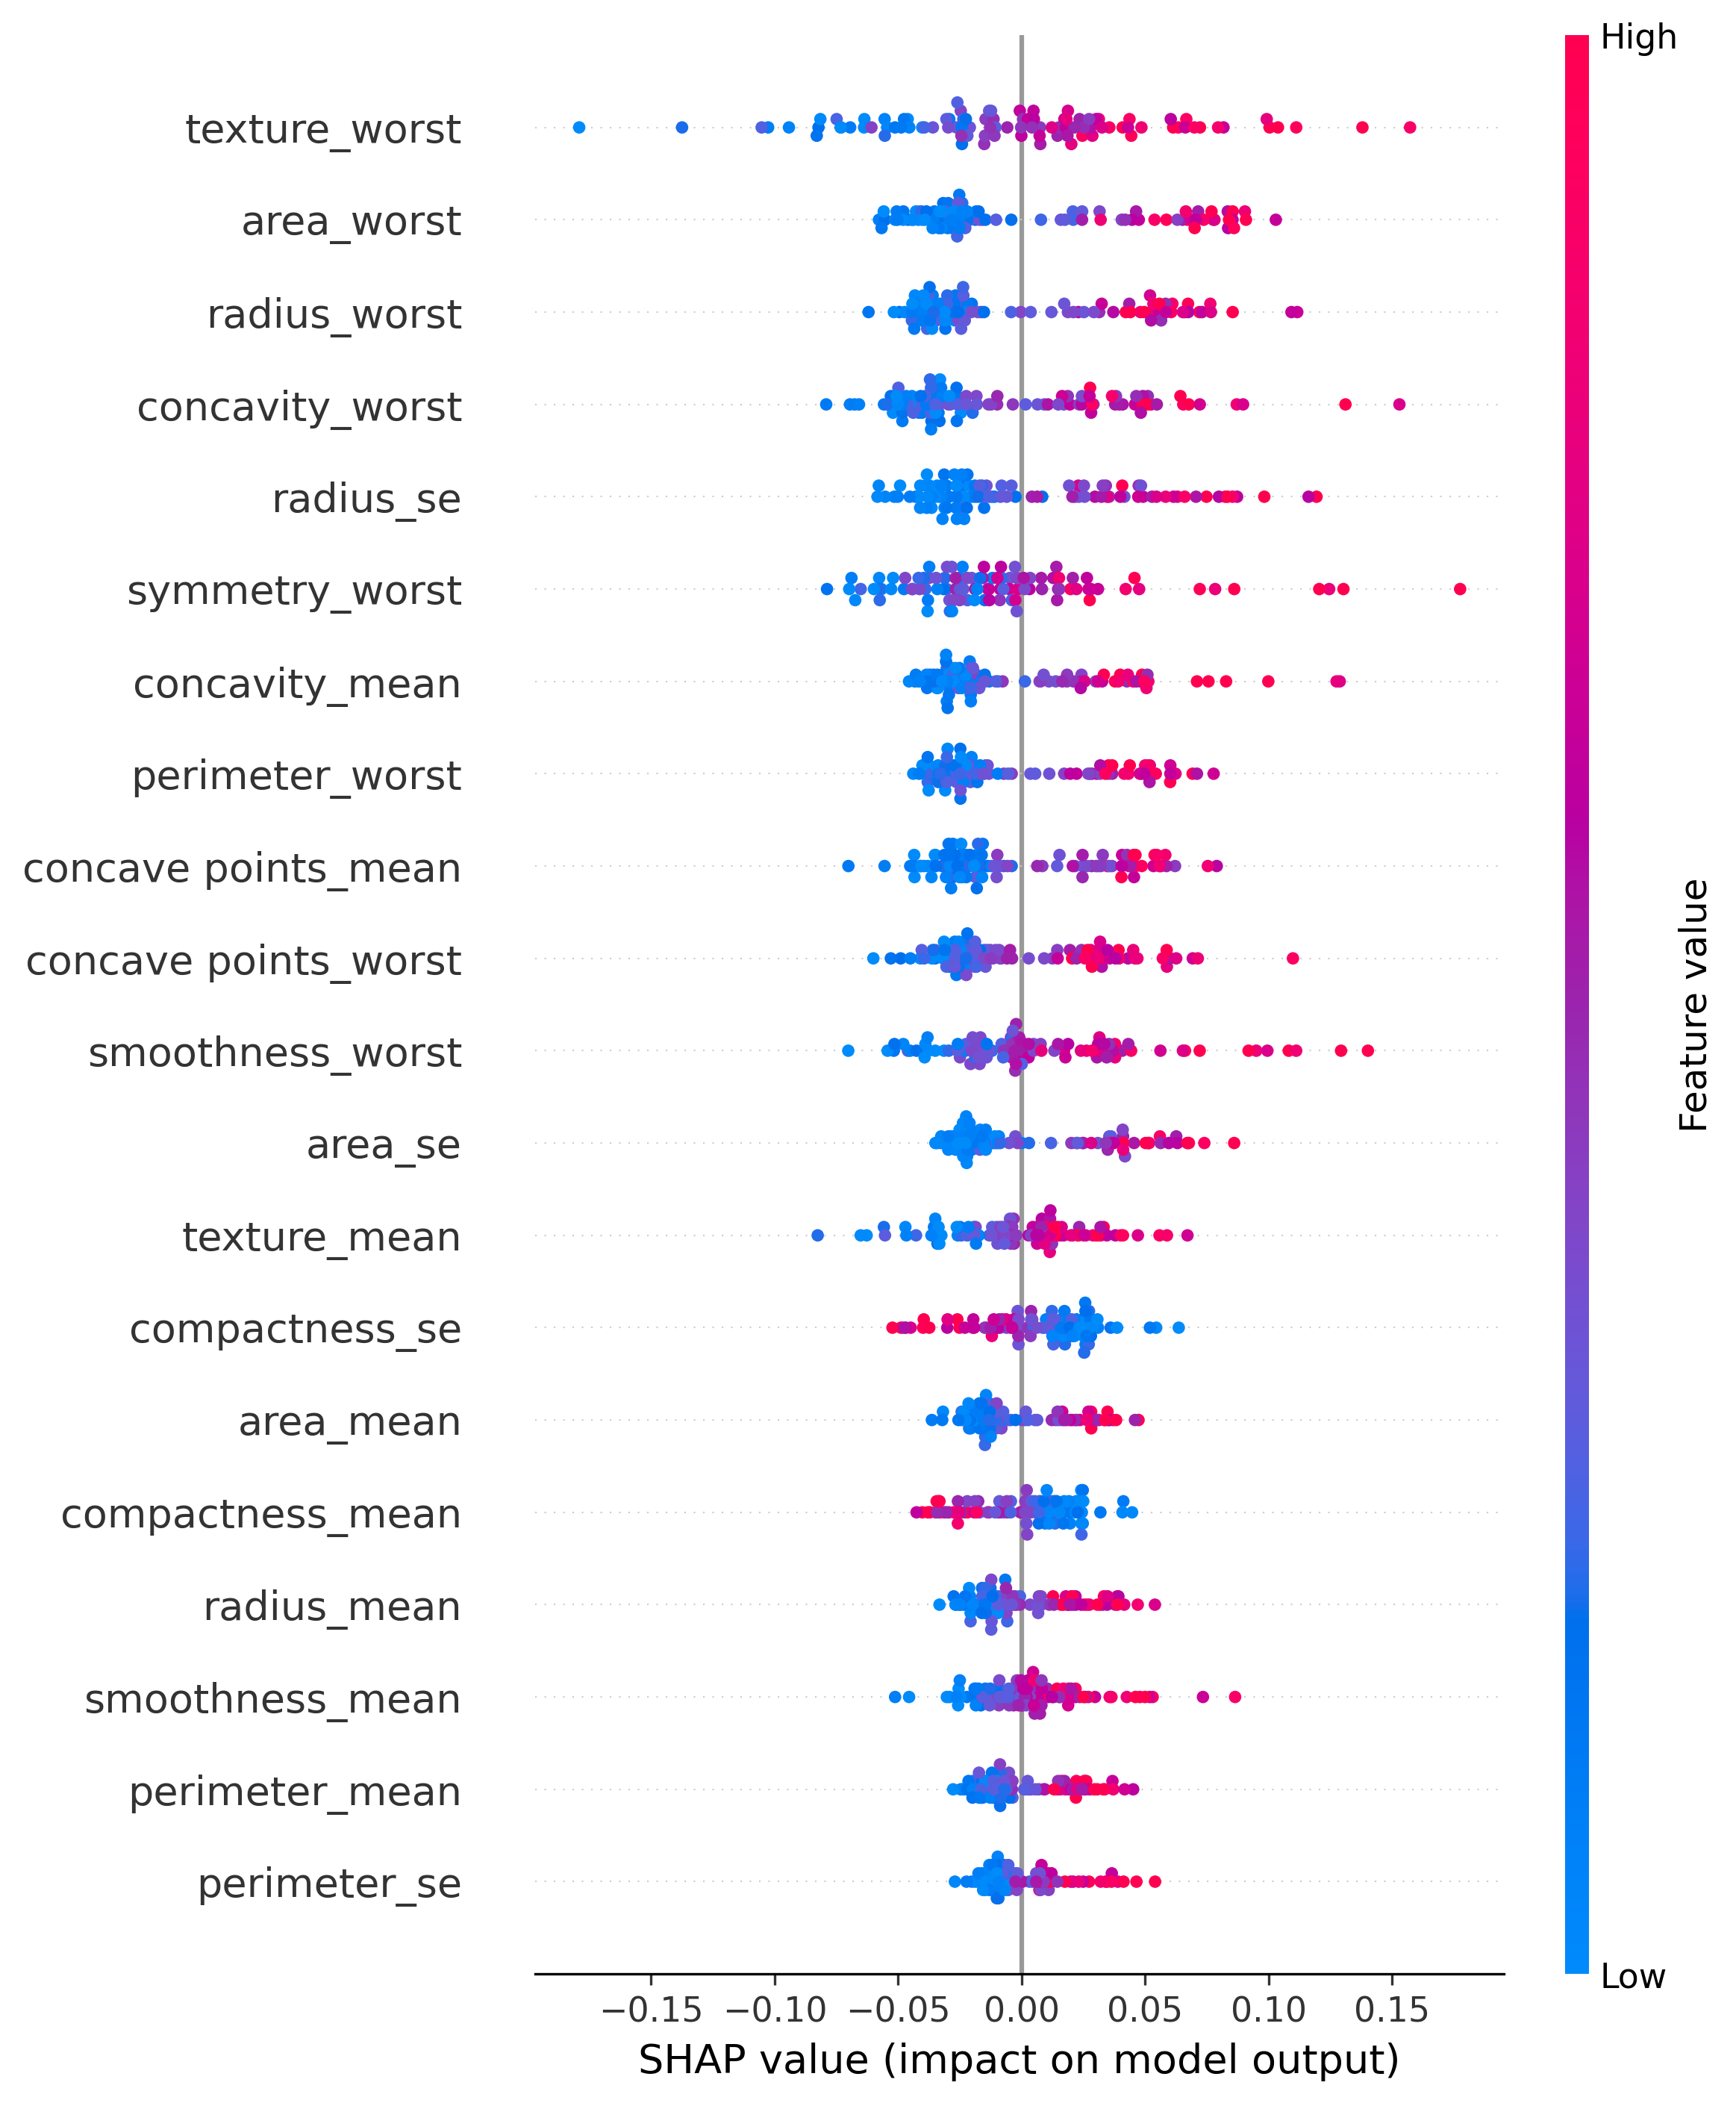 High
texture_worst
area_worst
radius_worst
concavity_worst
radius_se
symmetry_worst
concavity_mean
perimeter_worst
concave points_mean
concave points_worst
smoothness_worst
area_se
texture_mean
compactness_se
area_mean
compactness_mean
radius_mean
smoothness_mean
perimeter_mean
perimeter_se
Feature value
Low
−0.15 −0.10 −0.05 0.00 0.05 0.10 0.15
SHAP value (impact on model output)